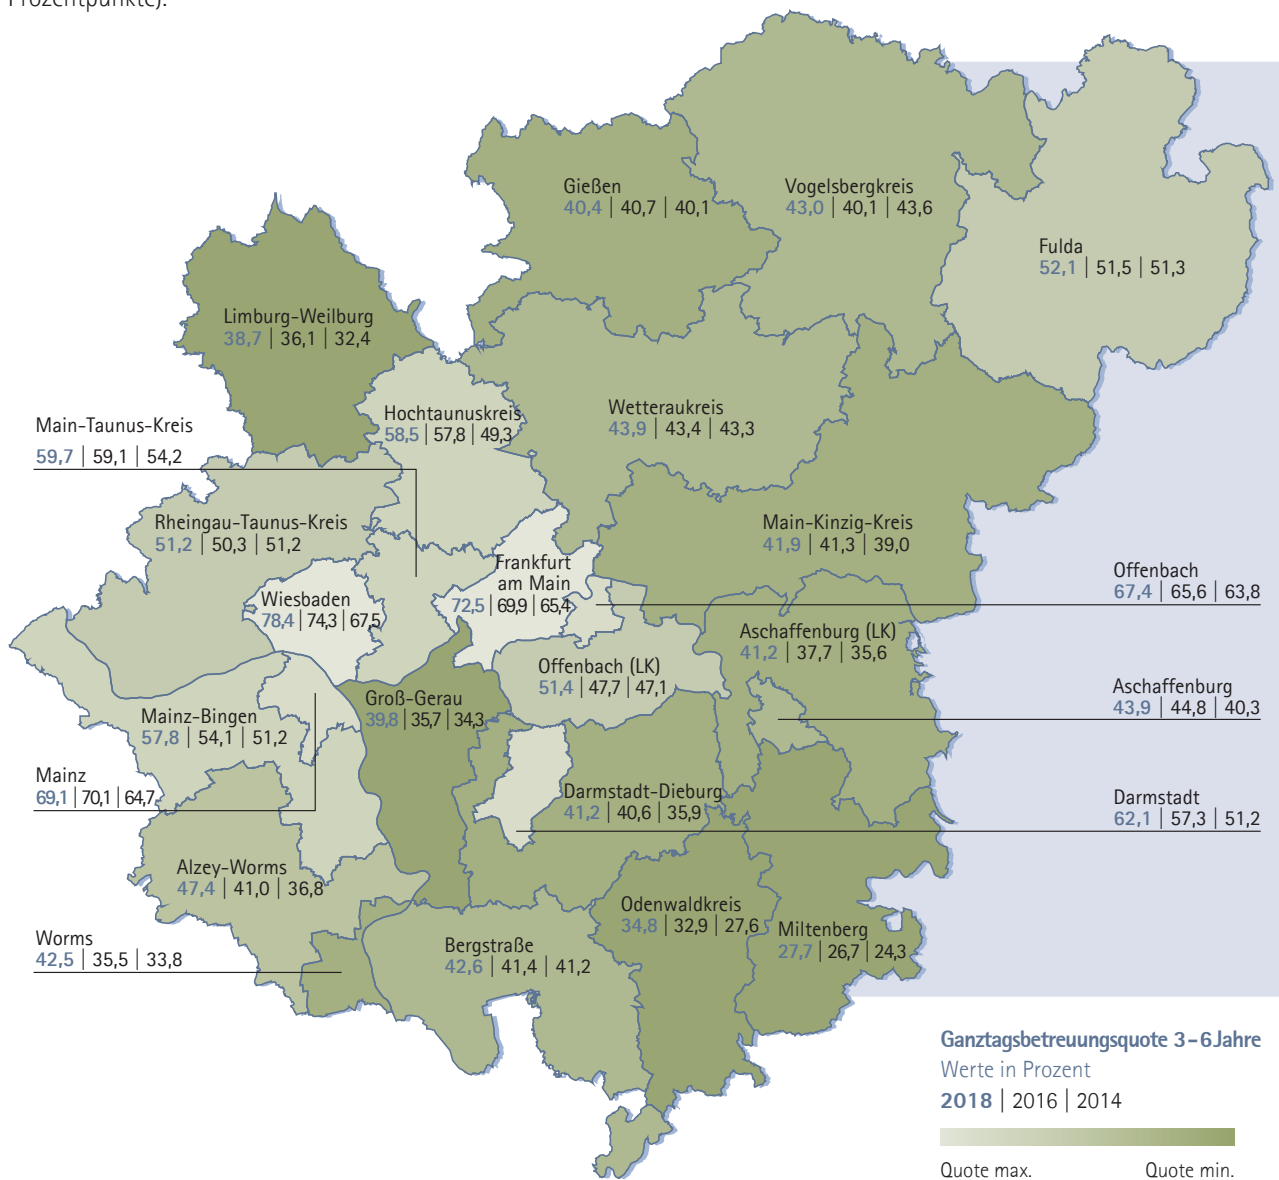 Prozentpunkte).
Gießen
40,4 | 40,7 | 40,1
Vogelsbergkreis
43,0 | 40,1 | 43,6
Fulda
52,1 | 51,5 | 51,3
Limburg-Weilburg
38,7 | 36,1 | 32,4
Hochtaunuskreis
58,5 | 57,8 | 49,3
Wetteraukreis
43,9 | 43,4 | 43,3
Main-Taunus-Kreis
59,7 | 59,1 | 54,2
Rheingau-Taunus-Kreis
51,2 | 50,3 | 51,2
Main-Kinzig-Kreis
41,9 | 41,3 | 39,0
Frankfurt
am Main
72,5 | 69,9 | 65,4
Offenbach
67,4 | 65,6 | 63,8
Wiesbaden
78,4 | 74,3 | 67,5
Aschaffenburg (LK)
41,2 | 37,7 | 35,6
Offenbach (LK)
51,4 | 47,7 | 47,1
Aschaffenburg
43,9 | 44,8 | 40,3
Groß-Gerau
39,8 | 35,7 | 34,3
Mainz-Bingen
57,8 | 54,1 | 51,2
Mainz
69,1 | 70,1 | 64,7
Darmstadt-Dieburg
41,2 | 40,6 | 35,9
Darmstadt
62,1 | 57,3 | 51,2
Alzey-Worms
47,4 | 41,0 | 36,8
Odenwaldkreis
34,8 | 32,9 | 27,6
Miltenberg
27,7 | 26,7 | 24,3
Worms
42,5 | 35,5 | 33,8
Bergstraße
42,6 | 41,4 | 41,2
Ganztagsbetreuungsquote 3–6 Jahre
Werte in Prozent
2018 | 2016 | 2014
Quote max. Quote min.